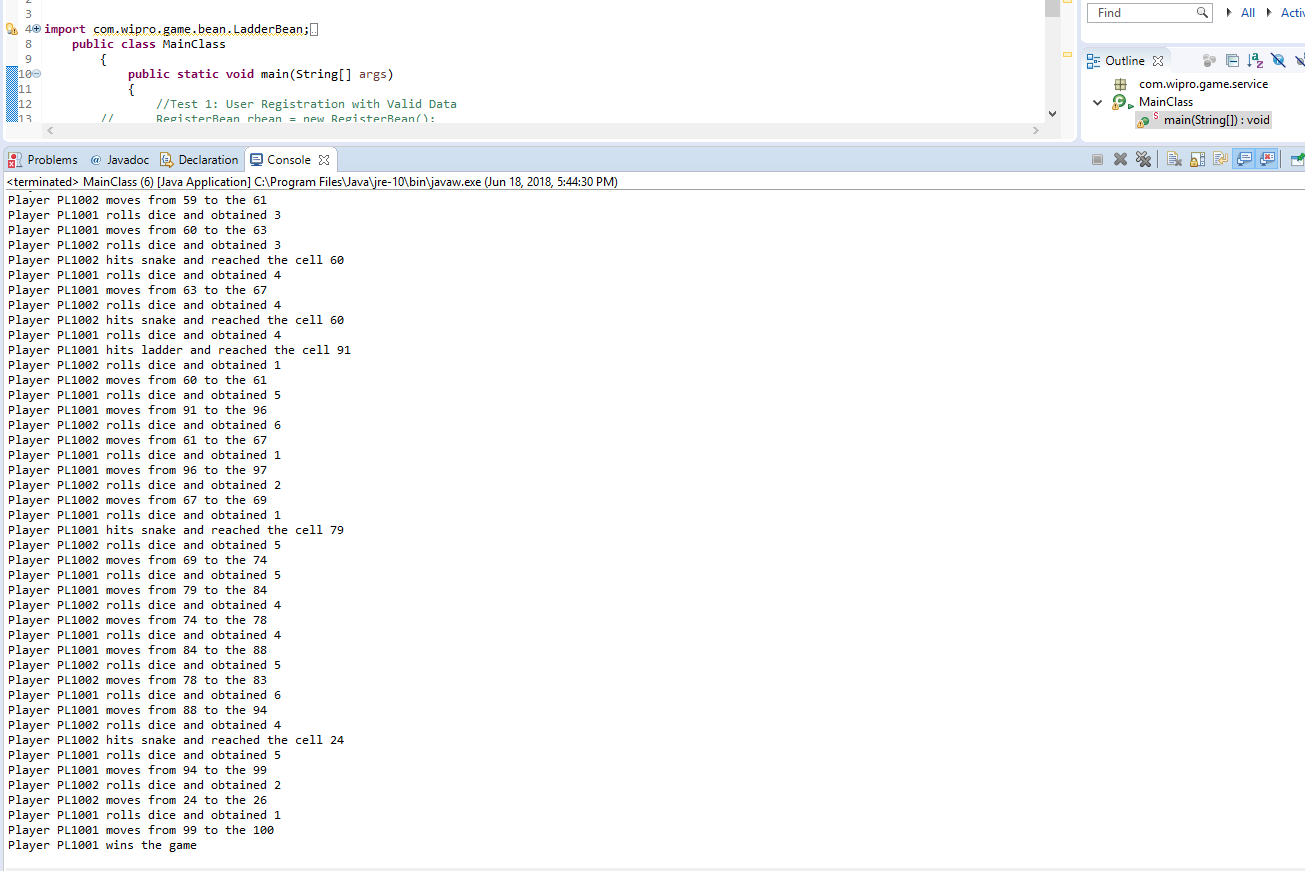 2
3
4 import com.wipro.game.bean.LadderBean;
8 public class MainClass
9 {
10 public static void main(String[] args)
11 {
12 //Test 1: User Registration with Valid Data
13 // RegisterBean rbean = new RegisterBean();
Find All Activ
Outline
com.wipro.game.service
MainClass
main(String[]) : void
Problems @ Javadoc Declaration Console
<terminated> MainClass (6) [Java Application] C:\Program Files\Java\jre-10\bin\javaw.exe (Jun 18, 2018, 5:44:30 PM)
Player PL1002 moves from 59 to the 61
Player PL1001 rolls dice and obtained 3
Player PL1001 moves from 60 to the 63
Player PL1002 rolls dice and obtained 3
Player PL1002 hits snake and reached the cell 60
Player PL1001 rolls dice and obtained 4
Player PL1001 moves from 63 to the 67
Player PL1002 rolls dice and obtained 4
Player PL1002 hits snake and reached the cell 60
Player PL1001 rolls dice and obtained 4
Player PL1001 hits ladder and reached the cell 91
Player PL1002 rolls dice and obtained 1
Player PL1002 moves from 60 to the 61
Player PL1001 rolls dice and obtained 5
Player PL1001 moves from 91 to the 96
Player PL1002 rolls dice and obtained 6
Player PL1002 moves from 61 to the 67
Player PL1001 rolls dice and obtained 1
Player PL1001 moves from 96 to the 97
Player PL1002 rolls dice and obtained 2
Player PL1002 moves from 67 to the 69
Player PL1001 rolls dice and obtained 1
Player PL1001 hits snake and reached the cell 79
Player PL1002 rolls dice and obtained 5
Player PL1002 moves from 69 to the 74
Player PL1001 rolls dice and obtained 5
Player PL1001 moves from 79 to the 84
Player PL1002 rolls dice and obtained 4
Player PL1002 moves from 74 to the 78
Player PL1001 rolls dice and obtained 4
Player PL1001 moves from 84 to the 88
Player PL1002 rolls dice and obtained 5
Player PL1002 moves from 78 to the 83
Player PL1001 rolls dice and obtained 6
Player PL1001 moves from 88 to the 94
Player PL1002 rolls dice and obtained 4
Player PL1002 hits snake and reached the cell 24
Player PL1001 rolls dice and obtained 5
Player PL1001 moves from 94 to the 99
Player PL1002 rolls dice and obtained 2
Player PL1002 moves from 24 to the 26
Player PL1001 rolls dice and obtained 1
Player PL1001 moves from 99 to the 100
Player PL1001 wins the game